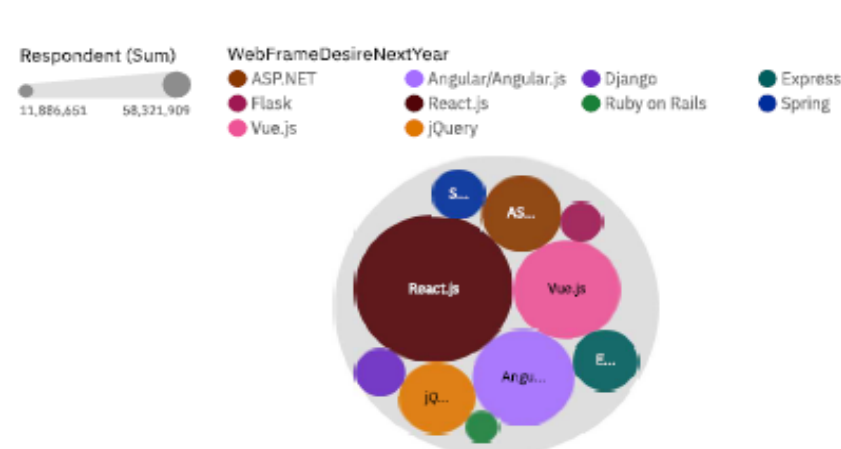 Respondent (Sum)
11,886,651 58,321,909
WebFrameDesireNextYear
ASP.NET Angular/Angular.js Django Express
Flask React.js Ruby on Rails Spring
Vue.js jQuery
S...
AS...
React.js Vue.js
E...
Angu...
jQ...